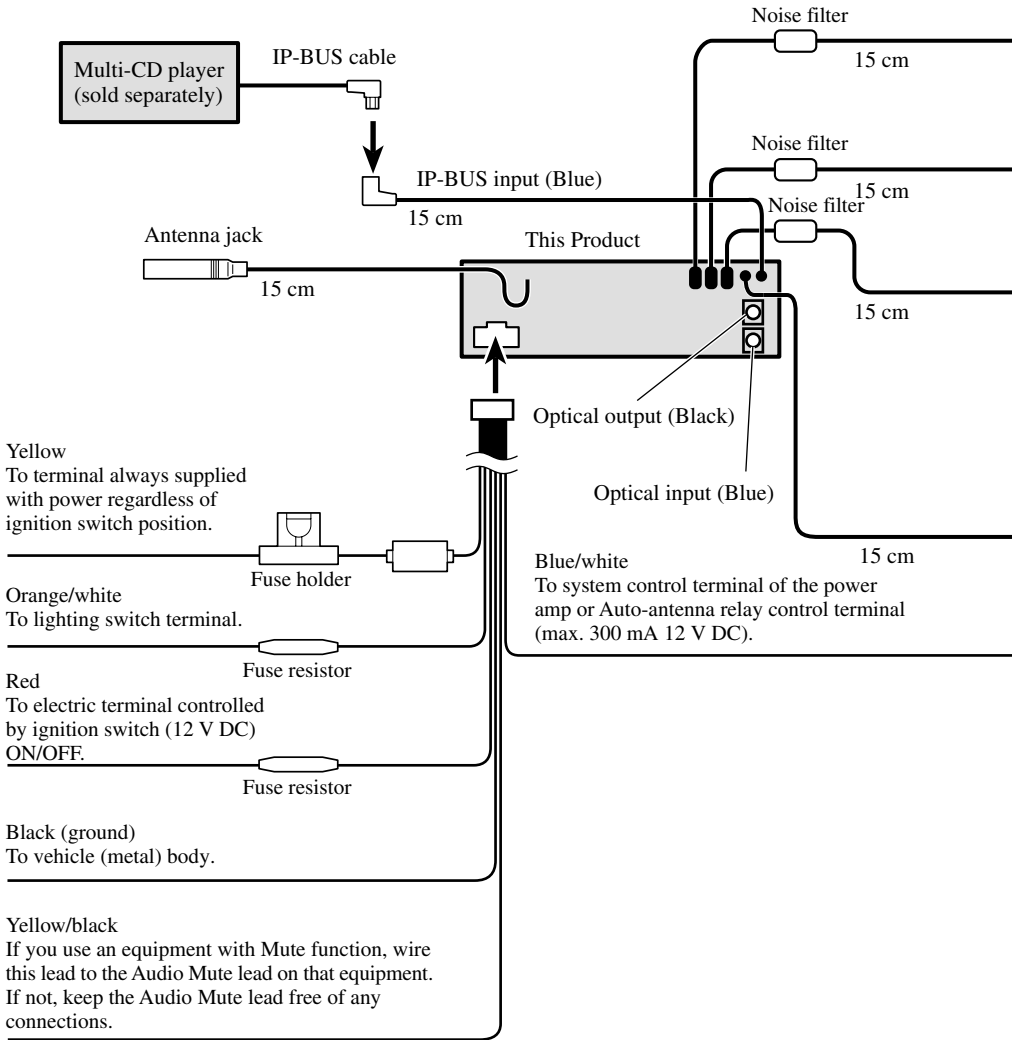 Noise filter
15 cm
IP-BUS cable
Multi-CD player
(sold separately)
Noise filter
15 cm
IP-BUS input (Blue)
15 cm
Noise filter
Antenna jack
This Product
15 cm
15 cm
Optical output (Black)
Optical input (Blue)
15 cm
Yellow
To terminal always supplied
with power regardless of
ignition switch position.
Fuse holder
Blue/white
To system control terminal of the power
amp or Auto-antenna relay control terminal
(max. 300 mA 12 V DC).
Orange/white
To lighting switch terminal.
Fuse resistor
Red
To electric terminal controlled
by ignition switch (12 V DC)
ON/OFF.
Fuse resistor
Black (ground)
To vehicle (metal) body.
Yellow/black
If you use an equipment with Mute function, wire
this lead to the Audio Mute lead on that equipment.
If not, keep the Audio Mute lead free of any
connections.